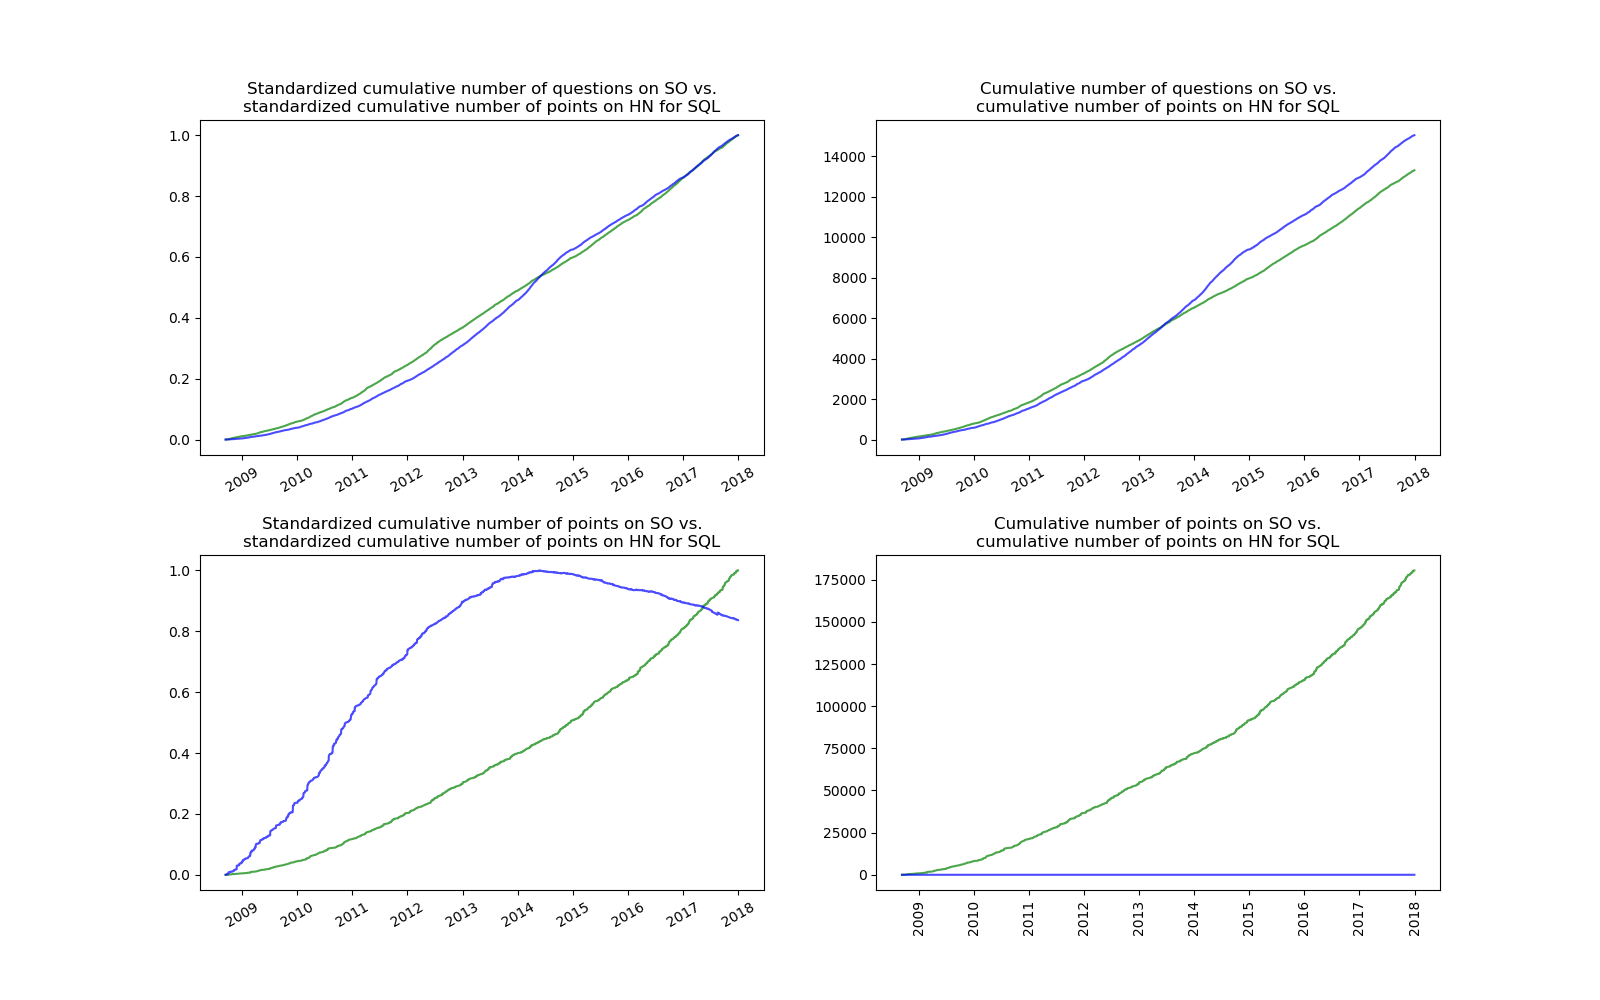 Standardized cumulative number of questions on SO vs.
standardized cumulative number of points on HN for SQL
1.0
0.8
0.6
0.4
0.2
0.0
2009 2010 2011 2012 2013 2014 2015 2016 2017 2018
Cumulative number of questions on SO vs.
cumulative number of points on HN for SQL
14000
12000
10000
8000
6000
4000
2000
0
2009 2010 2011 2012 2013 2014 2015 2016 2017 2018
Standardized cumulative number of points on SO vs.
standardized cumulative number of points on HN for SQL
1.0
0.8
0.6
0.4
0.2
0.0
2009 2010 2011 2012 2013 2014 2015 2016 2017 2018
Cumulative number of points on SO vs.
cumulative number of points on HN for SQL
175000
150000
125000
100000
75000
50000
25000
0
2009 2010 2011 2012 2013 2014 2015 2016 2017 2018